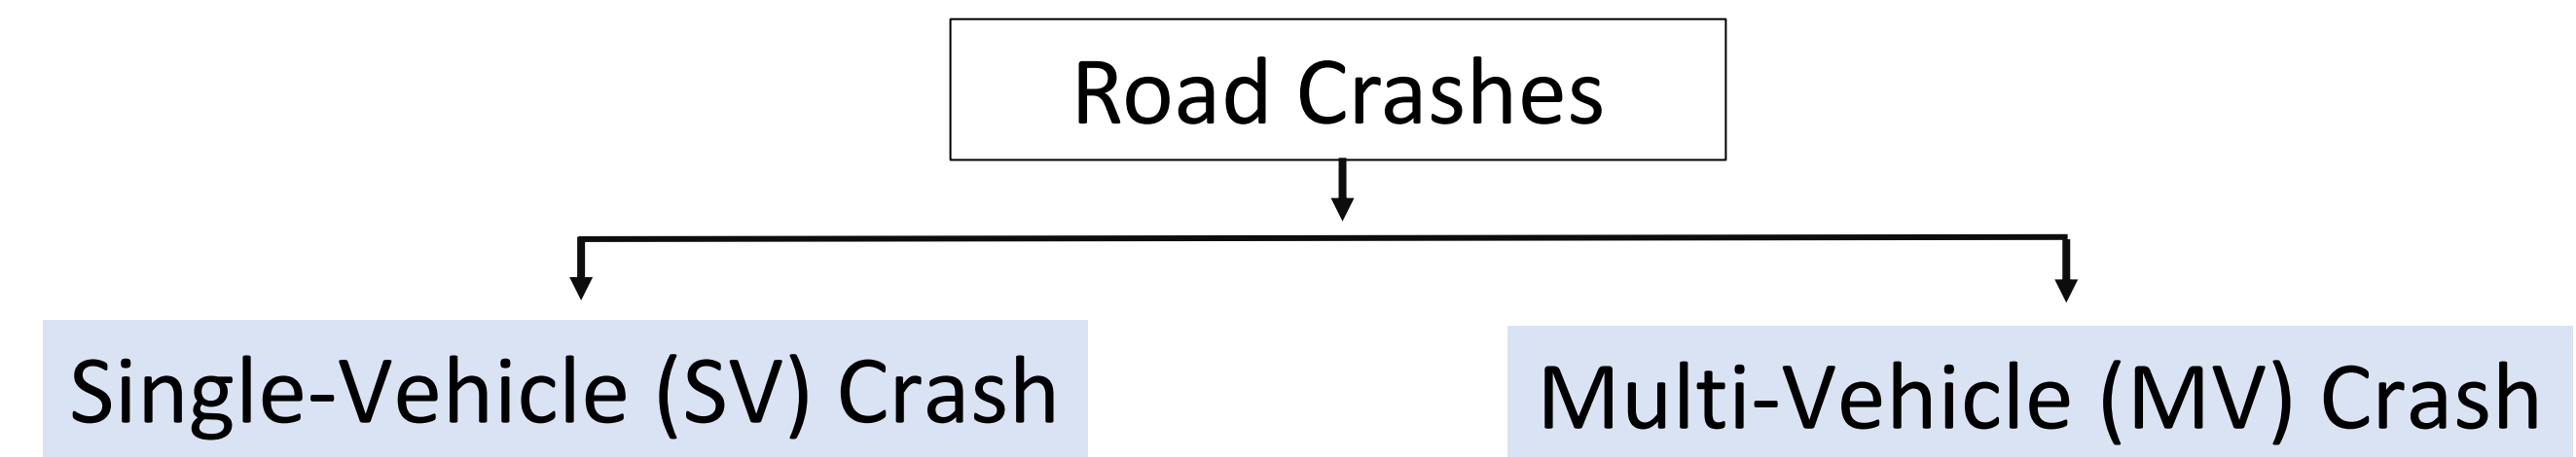 Road Crashes
Single-Vehicle (SV) Crash
Multi-Vehicle (MV) Crash